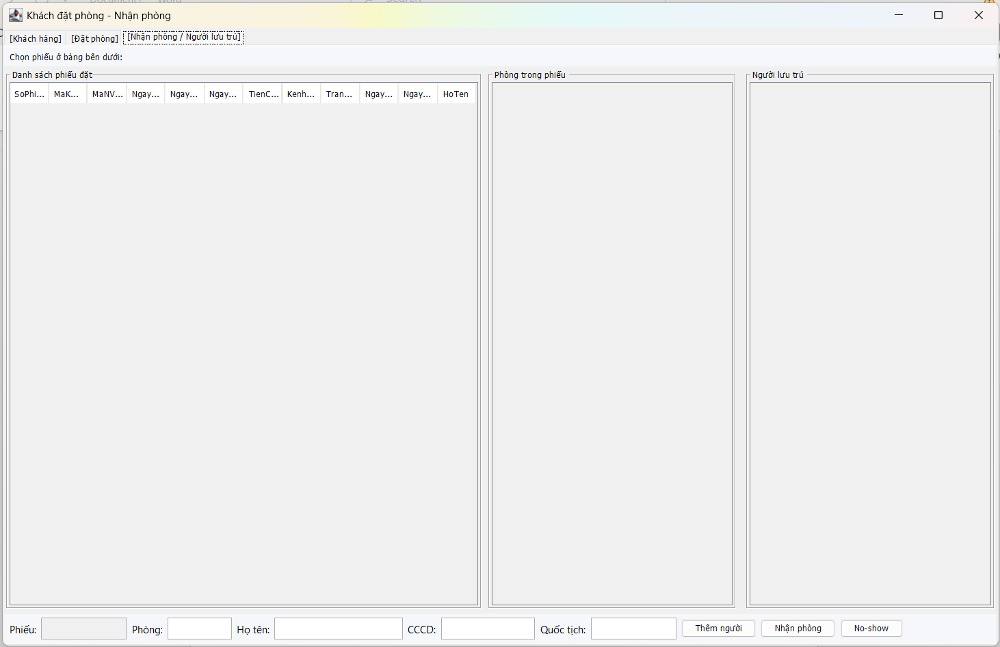 Khách đặt phòng - Nhận phòng
[Khách hàng] [Đặt phòng] [Nhận phòng / Người lưu trú]
Chọn phiếu ở bảng bên dưới:
Danh sách phiếu đặt
SoPhi... MaK... MaNV... Ngay... Ngay... Ngay... TienC... Kenh... Tran... Ngay... Ngay... HoTen
Phòng trong phiếu
Người lưu trú
Phiếu: Phòng: Họ tên: CCCD: Quốc tịch: Thêm người Nhận phòng No-show